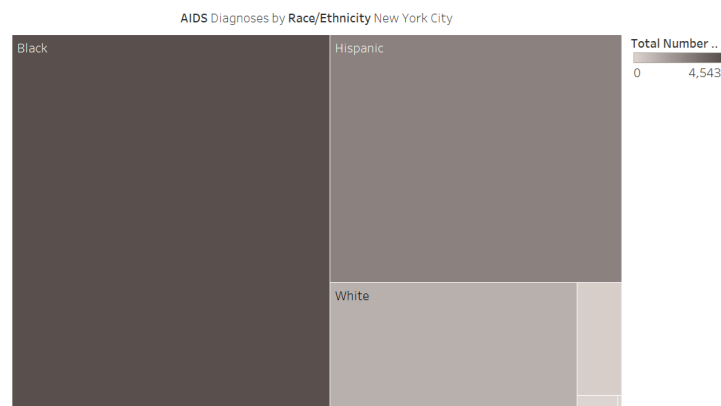 AIDS Diagnoses by Race/Ethnicity New York City
Black
Hispanic
White
Total Number ..
0 4,543